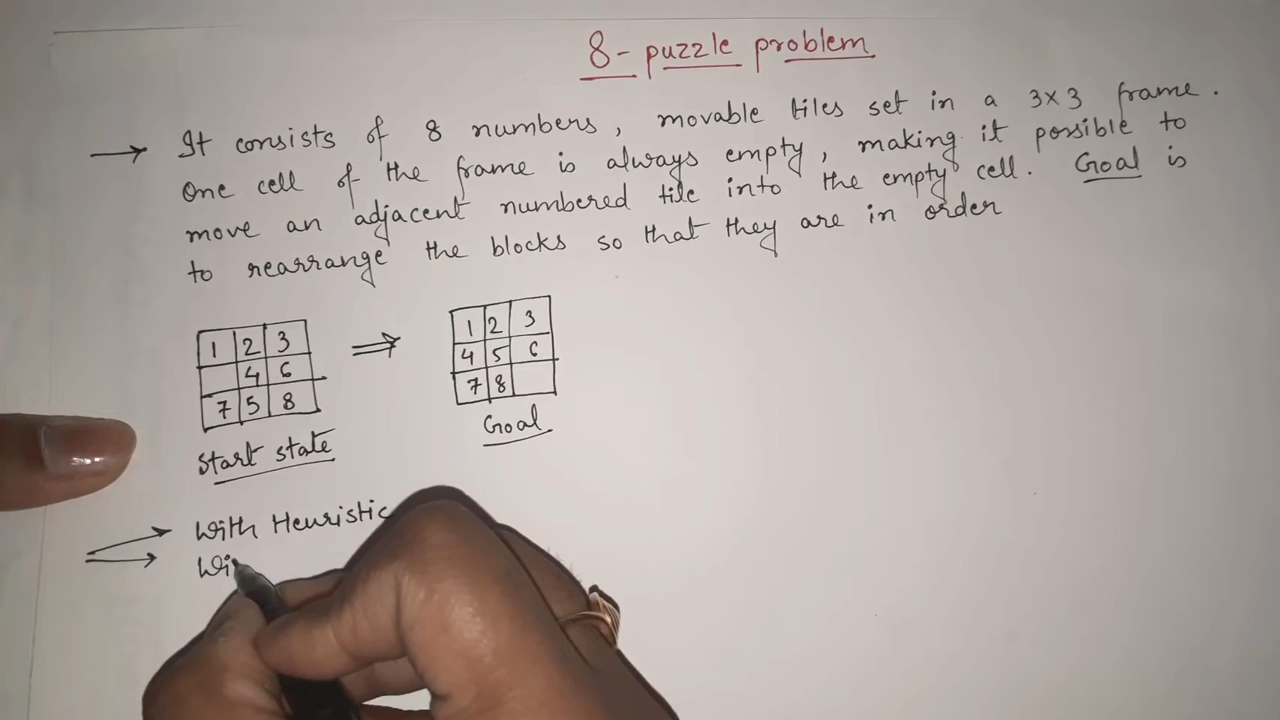 8-puzzle problem
It consists of 8 numbers, movable tiles set in a 3×3 frame.
One cell of the frame is always empty, making it possible to
move an adjacent numbered tile into the empty cell. Goal is
to rearrange the blocks so that they are in order
1 2 3
4 6
7 5 8
Start state
1 2 3
4 5 6
7 8
Goal
With Heuristic
Wi